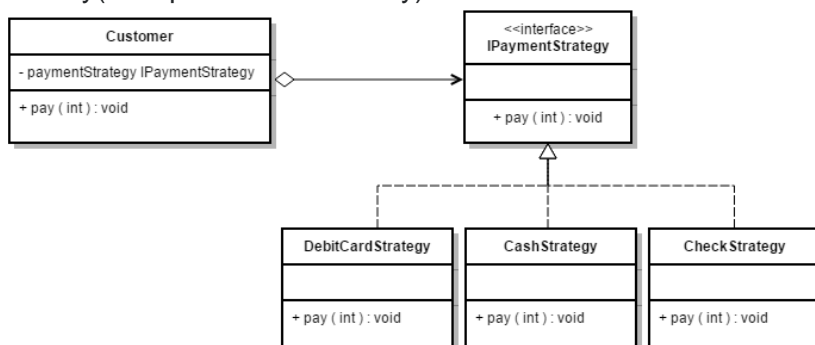 Customer
- paymentStrategy IPaymentStrategy
+ pay ( int ) : void
<<interface>>
IPaymentStrategy
+ pay ( int ) : void
DebitCardStrategy
+ pay ( int ) : void
CashStrategy
+ pay ( int ) : void
CheckStrategy
+ pay ( int ) : void